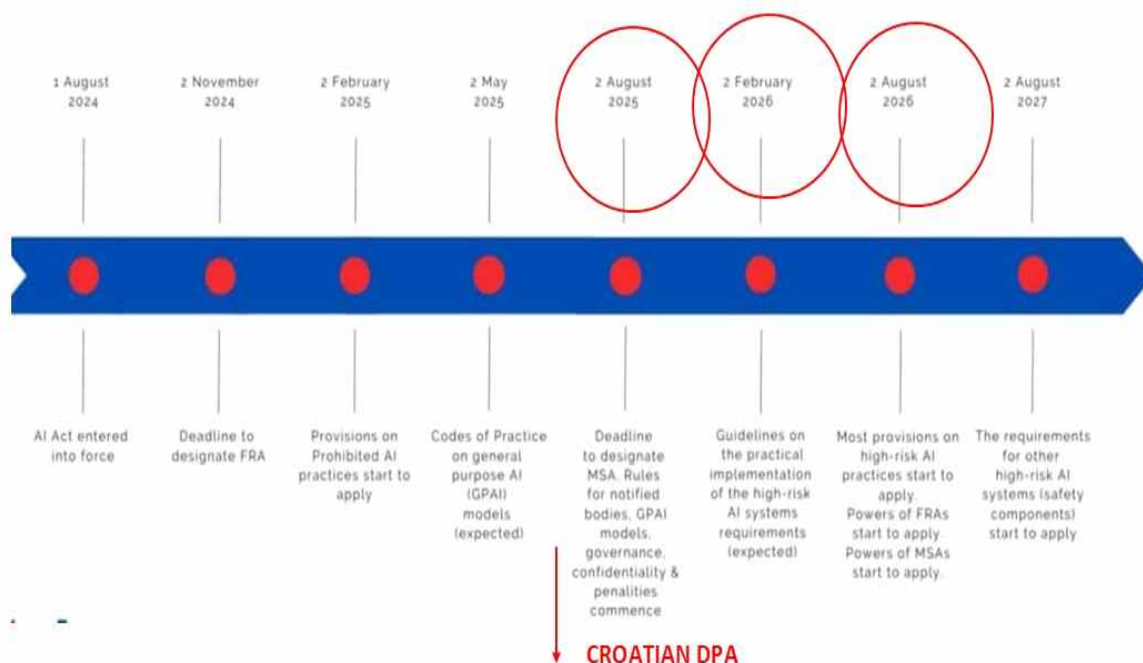 1 August
2024
2 November
2024
2 February
2025
2 May
2025
2 August
2025
2 February
2026
2 August
2026
2 August
2027
AI Act entered
into force
Deadline to
designate FRA
Provisions on
Prohibited AI
practices start to
apply
Codes of Practice
on general
purpose AI
(GPAI)
models
(expected)
Deadline
to designate
MSA. Rules
for notified
bodies, GPAI
models,
governance,
confidentiality &
penalities
commence
Guidelines on
the practical
implementation
of the high-risk
AI systems
requirements
(expected)
Most provisions on
high-risk AI
practices start to
apply.
Powers of FRAs
start to apply.
Powers of MSAs
start to apply.
The requirements
for other
high-risk AI
systems (safety
components)
start to apply
CROATIAN DPA